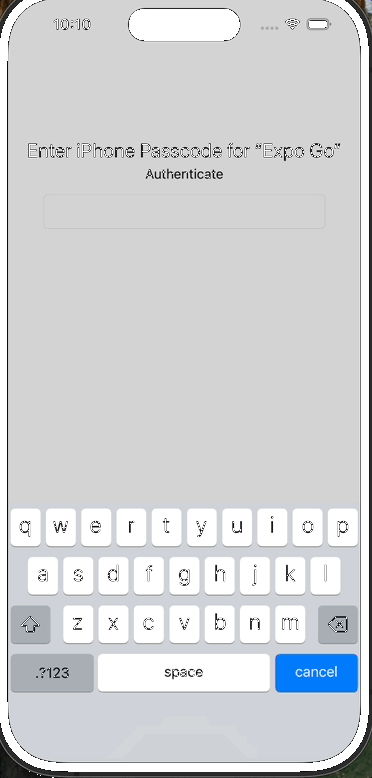 10:10
Enter iPhone Passcode for “Expo Go”
Authenticate
q w e r t y u i o p
a s d f g h j k l
z x c v b n m
.?123 space cancel